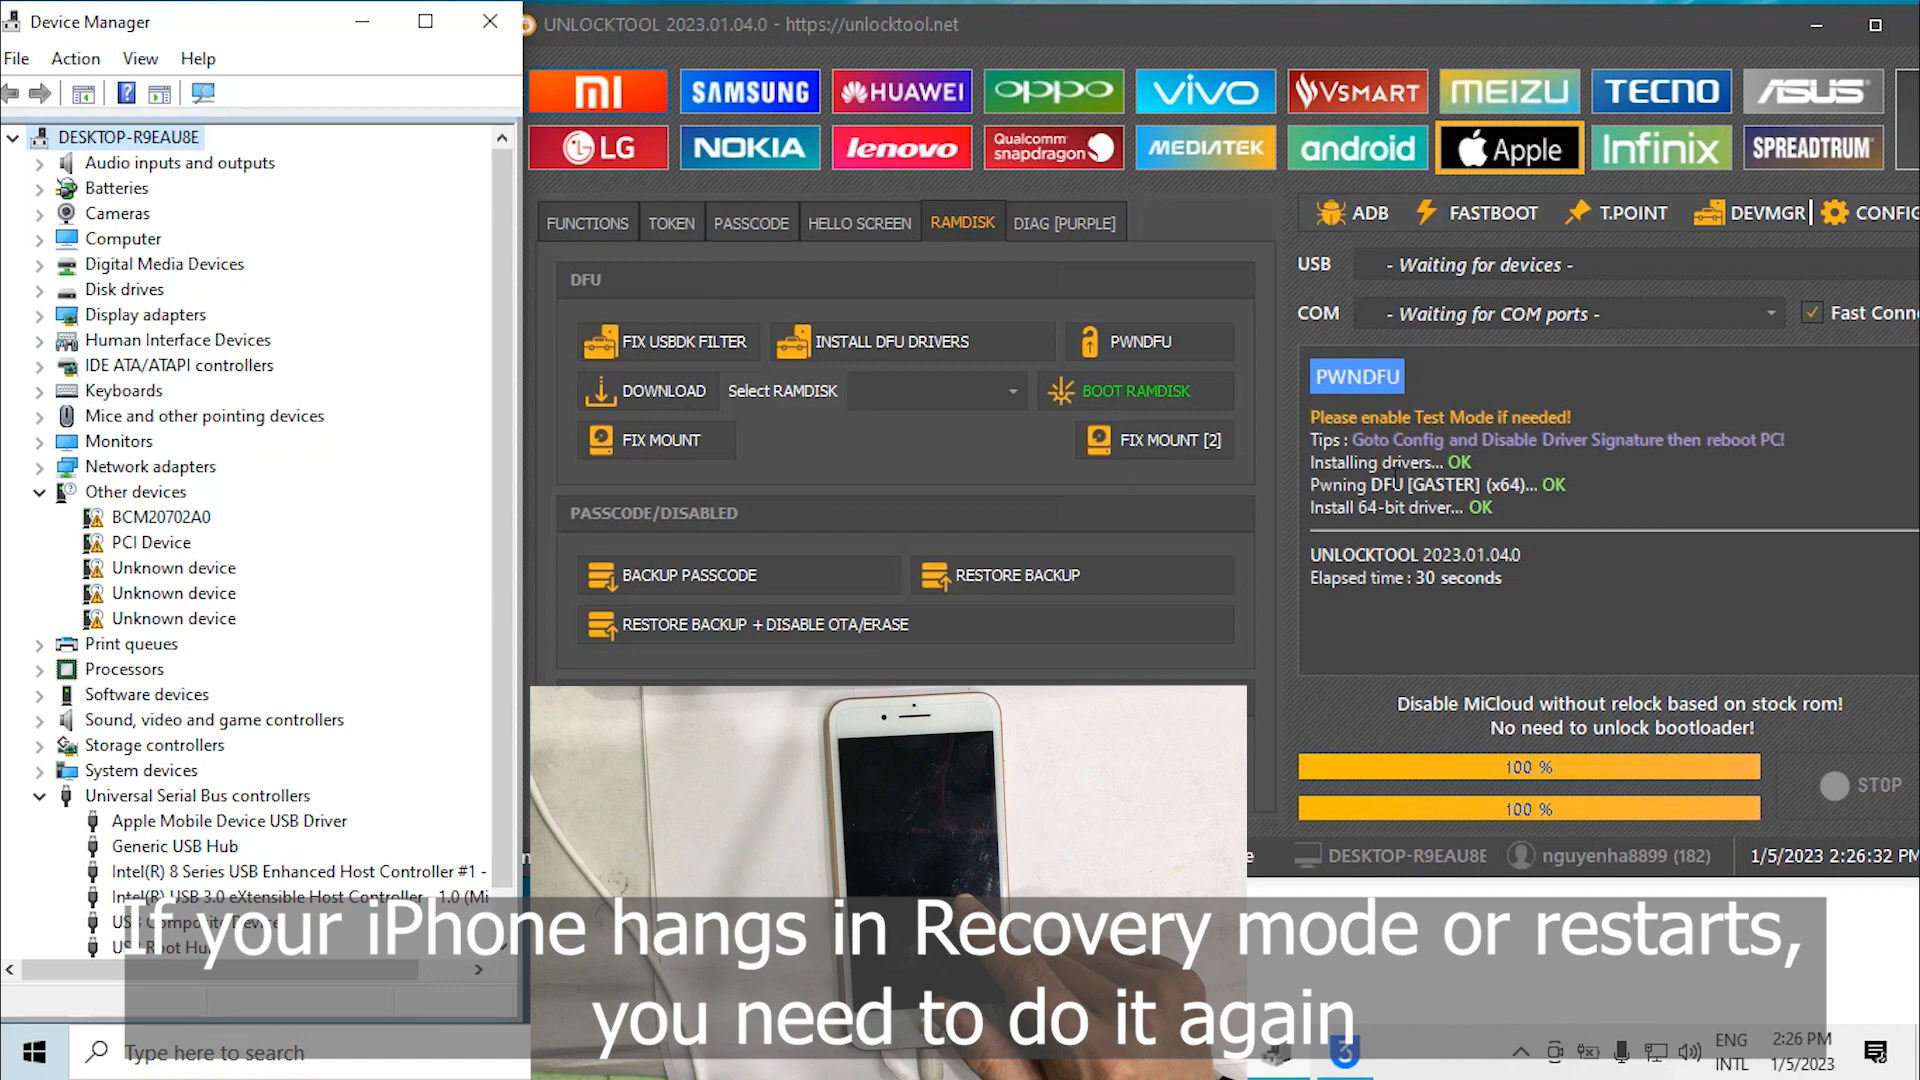 Device Manager
File Action View Help
DESKTOP-R9EAU8E
Audio inputs and outputs
Batteries
Cameras
Computer
Digital Media Devices
Disk drives
Display adapters
Human Interface Devices
IDE ATA/ATAPI controllers
Keyboards
Mice and other pointing devices
Monitors
Network adapters
Other devices
BCM20702A0
PCI Device
Unknown device
Unknown device
Unknown device
Print queues
Processors
Software devices
Sound, video and game controllers
Storage controllers
System devices
Universal Serial Bus controllers
Apple Mobile Device USB Driver
Generic USB Hub
Intel(R) 8 Series USB Enhanced Host Controller #1 -
Intel(R) USB 3.0 eXtensible Host Controller - 1.0 (Mi
UNLOCKTOOL 2023.01.04.0 - https://unlocktool.net
MI SAMSUNG HUAWEI oppo vivo VSMART MEIZU TECNO ASUS
LG NOKIA lenovo Qualcomm snapdragon MEDIATEK android Apple Infinix SPREADTRUM
FUNCTIONS TOKEN PASSCODE HELLO SCREEN RAMDISK DIAG [PURPLE]
DFU
FIX USBDK FILTER INSTALL DFU DRIVERS PWNDFU
DOWNLOAD Select RAMDISK BOOT RAMDISK
FIX MOUNT FIX MOUNT [2]
PASSCODE/DISABLED
BACKUP PASSCODE RESTORE BACKUP
RESTORE BACKUP + DISABLE OTA/ERASE
ADB FASTBOOT T.POINT DEVMGR CONFIG
USB - Waiting for devices -
COM - Waiting for COM ports - Fast Conn
PWNDFU
Please enable Test Mode if needed!
Tips : Goto Config and Disable Driver Signature then reboot PC!
Installing drivers... OK
Pwning DFU [GASTER] (x64)... OK
Install 64-bit driver... OK
UNLOCKTOOL 2023.01.04.0
Elapsed time : 30 seconds
Disable MiCloud without relock based on stock rom!
No need to unlock bootloader!
100 %
100 %
STOP
DESKTOP-R9EAU8E nguyenha8899 (182) 1/5/2023 2:26:32 PM
If your iPhone hangs in Recovery mode or restarts,
you need to do it again
Type here to search
ENG
INTL
2:26 PM
1/5/2023